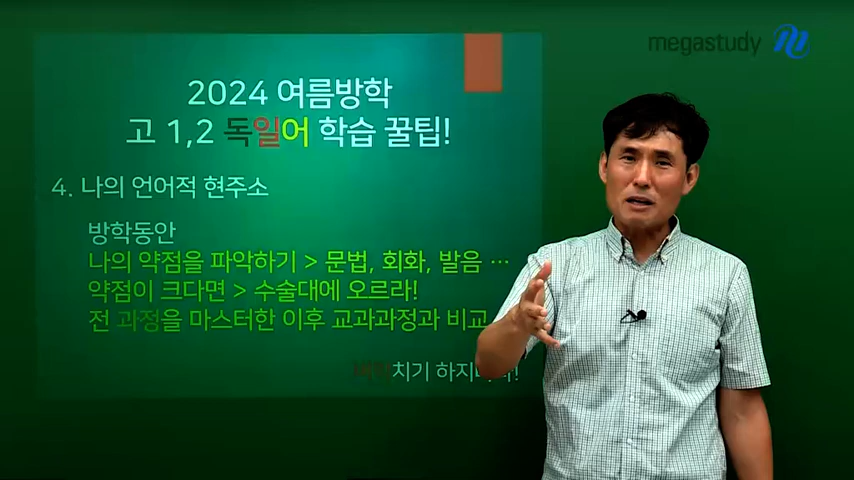 megastudy
2024 여름방학
고 1,2 독일어 학습 꿀팁!
4. 나의 언어적 현주소
방학동안
나의 약점을 파악하기 > 문법, 회화, 발음 …
약점이 크다면 > 수술대에 오르라!
전 과정을 마스터한 이후 교과과정과 비교
치기 하지